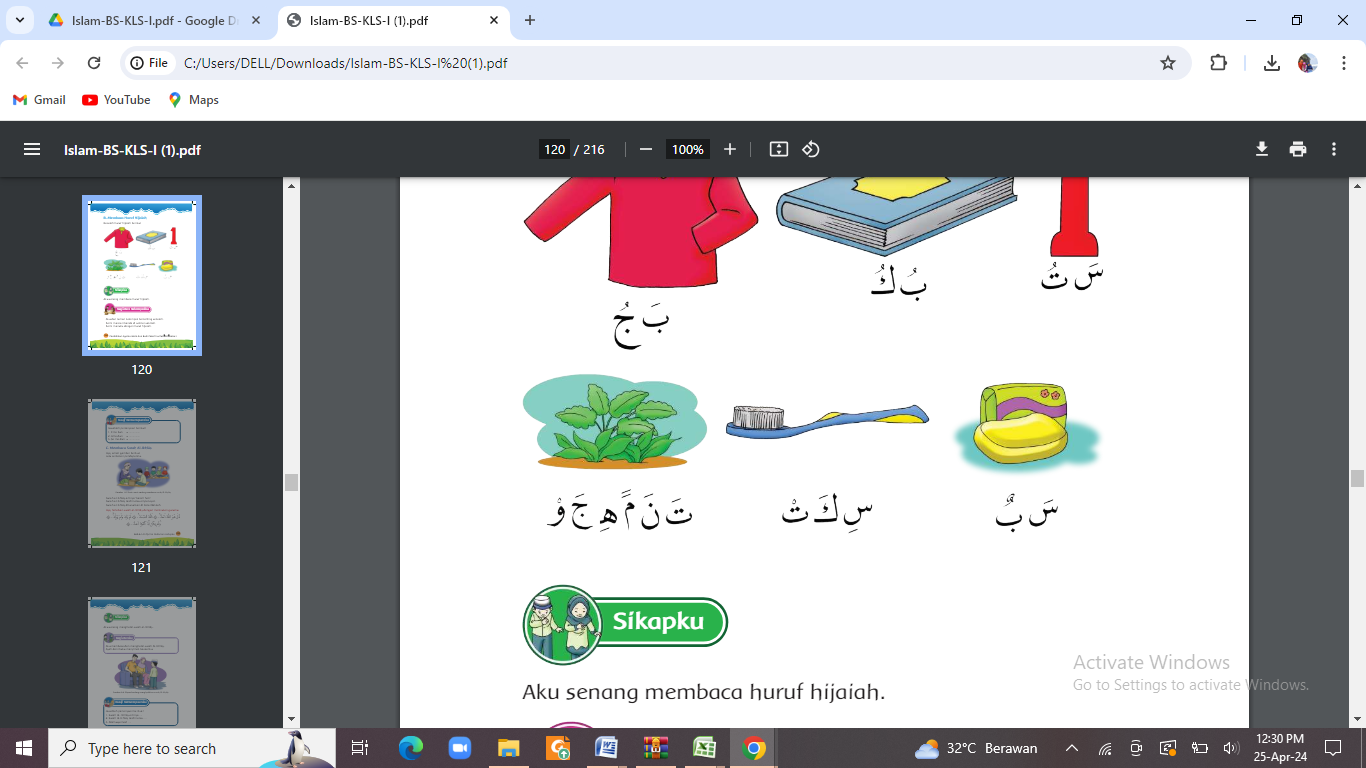 Islam-BS-KLS-I.pdf - Google D
Islam-BS-KLS-I (1).pdf
File
C:/Users/DELL/Downloads/Islam-BS-KLS-I%20(1).pdf
Gmail
YouTube
Maps
Islam-BS-KLS-I (1).pdf
120 / 216
100%
120
121
سَ تُ
بُ كُ
بَ جُ
سَ بٌ
سِ كَ تْ
تَ نَ مً هِ جَ وْ
Sikapku
Aku senang membaca huruf hijaiah.
Activate Windows
Go to Settings to activate Windows.
Type here to search
32°C Berawan
12:30 PM
25-Apr-24